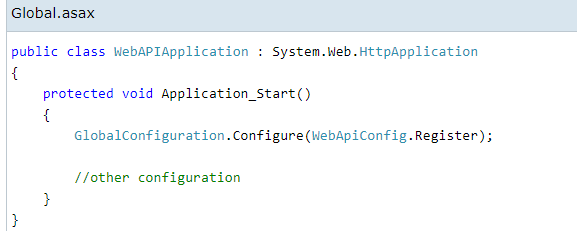 Global.asax
public class WebAPIApplication : System.Web.HttpApplication
{
    protected void Application_Start()
    {
        GlobalConfiguration.Configure(WebApiConfig.Register);

        //other configuration
    }
}